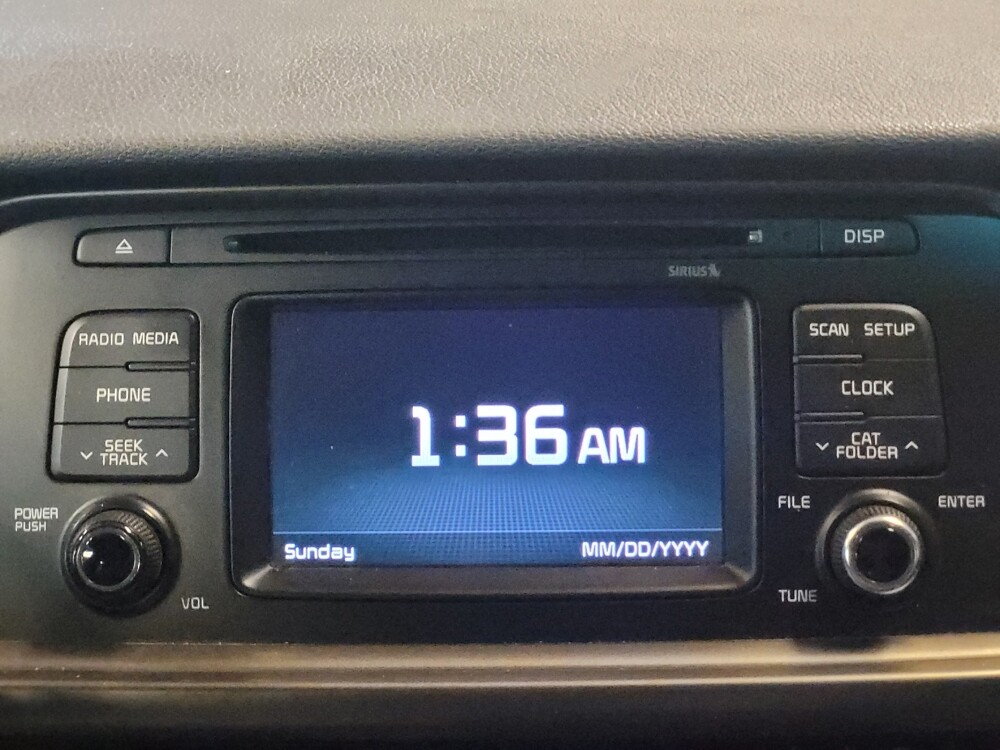 DISP
SIRIUS
RADIO MEDIA
SCAN SETUP
PHONE
CLOCK
SEEK
TRACK
CAT
FOLDER
1:36 AM
Sunday
MM/DD/YYYY
POWER
PUSH
VOL
FILE
ENTER
TUNE